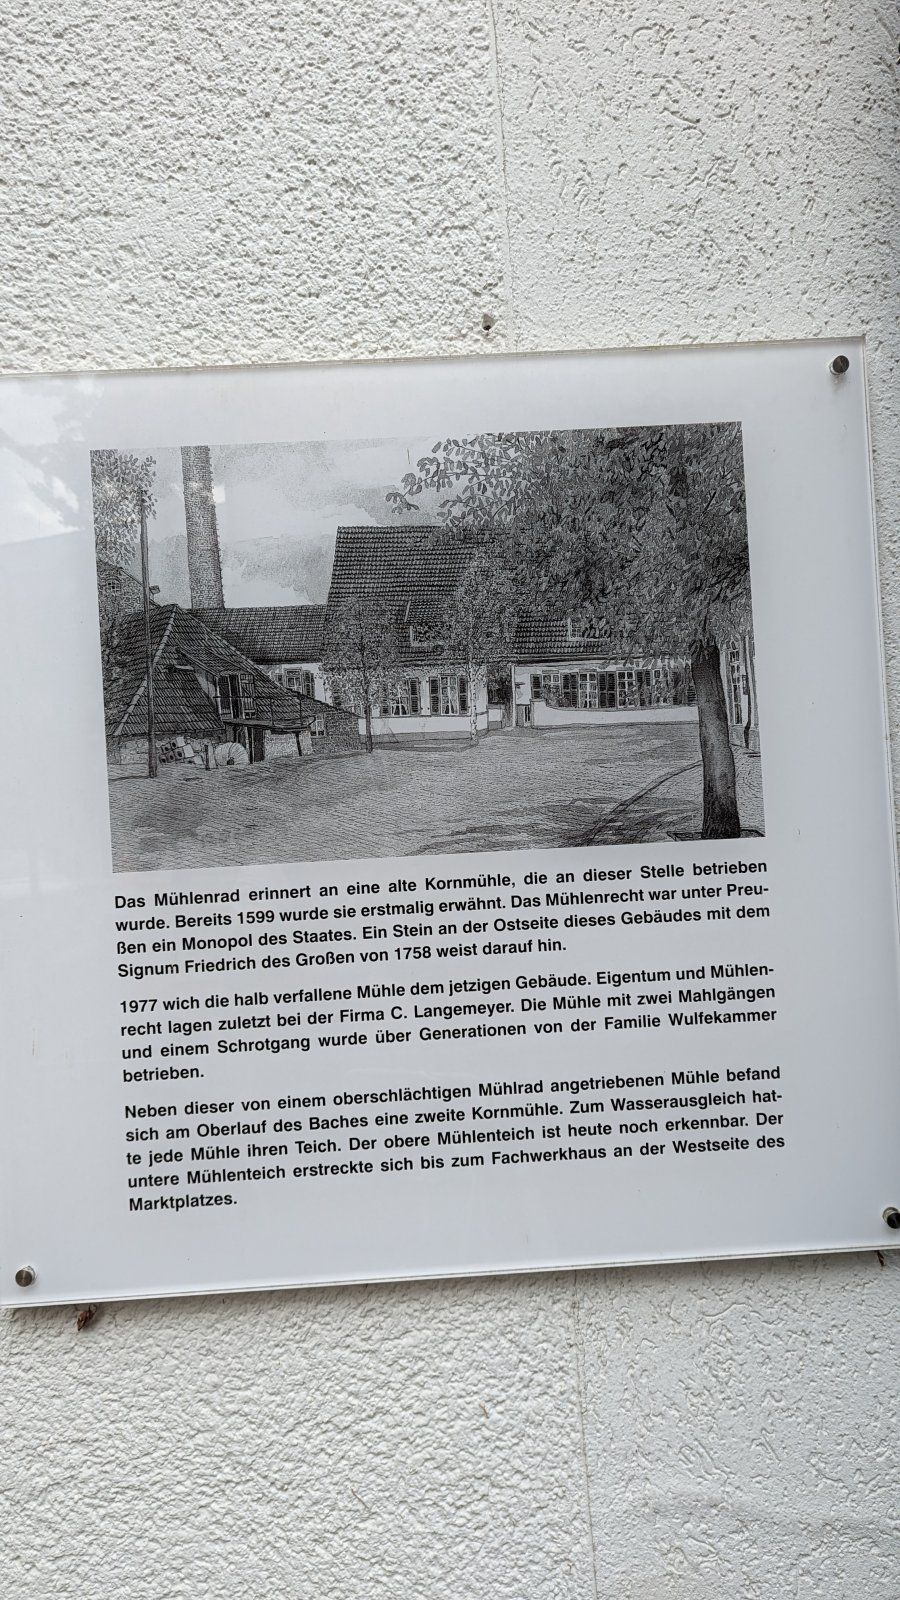 Das Mühlenrad erinnert an eine alte Kornmühle, die an dieser Stelle betrieben
wurde. Bereits 1599 wurde sie erstmalig erwähnt. Das Mühlenrecht war unter Preu-
ßen ein Monopol des Staates. Ein Stein an der Ostseite dieses Gebäudes mit dem
Signum Friedrich des Großen von 1758 weist darauf hin.
1977 wich die halb verfallene Mühle dem jetzigen Gebäude. Eigentum und Mühlen-
recht lagen zuletzt bei der Firma C. Langemeyer. Die Mühle mit zwei Mahlgängen
und einem Schrotgang wurde über Generationen von der Familie Wulfekammer
betrieben.
Neben dieser von einem oberschlächtigen Mühlrad angetriebenen Mühle befand
sich am Oberlauf des Baches eine zweite Kornmühle. Zum Wasserausgleich hat-
te jede Mühle ihren Teich. Der obere Mühlenteich ist heute noch erkennbar. Der
untere Mühlenteich erstreckte sich bis zum Fachwerkhaus an der Westseite des
Marktplatzes.